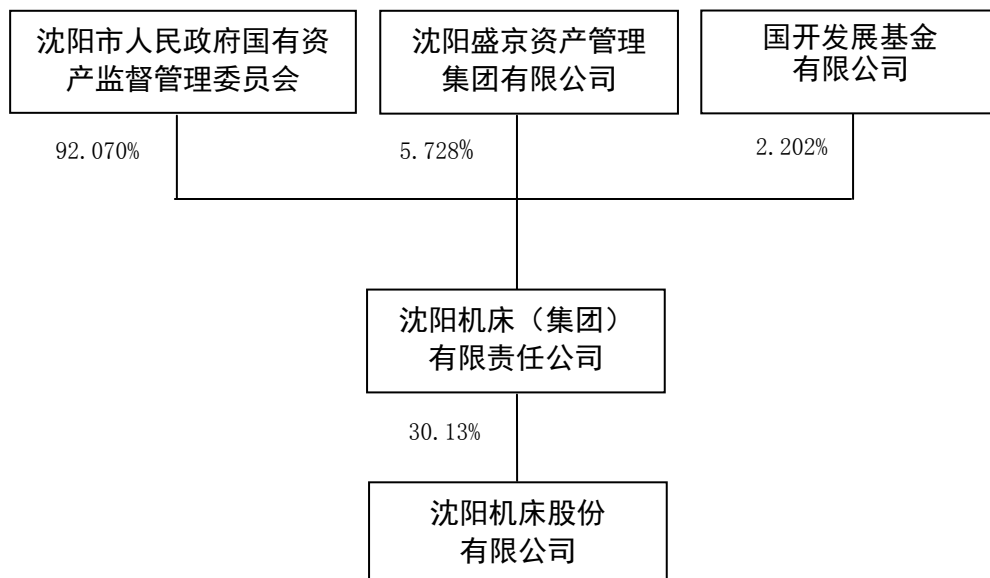 沈阳市人民政府国有资
产监督管理委员会
沈阳盛京资产管理
集团有限公司
国开发展基金
有限公司
92.070%
5.728%
2.202%
沈阳机床（集团）
有限责任公司
30.13%
沈阳机床股份
有限公司